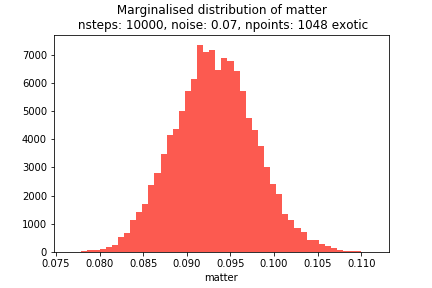 Marginalised distribution of matter
nsteps: 10000, noise: 0.07, npoints: 1048 exotic
7000
6000
5000
4000
3000
2000
1000
0
0.075 0.080 0.085 0.090 0.095 0.100 0.105 0.110
matter